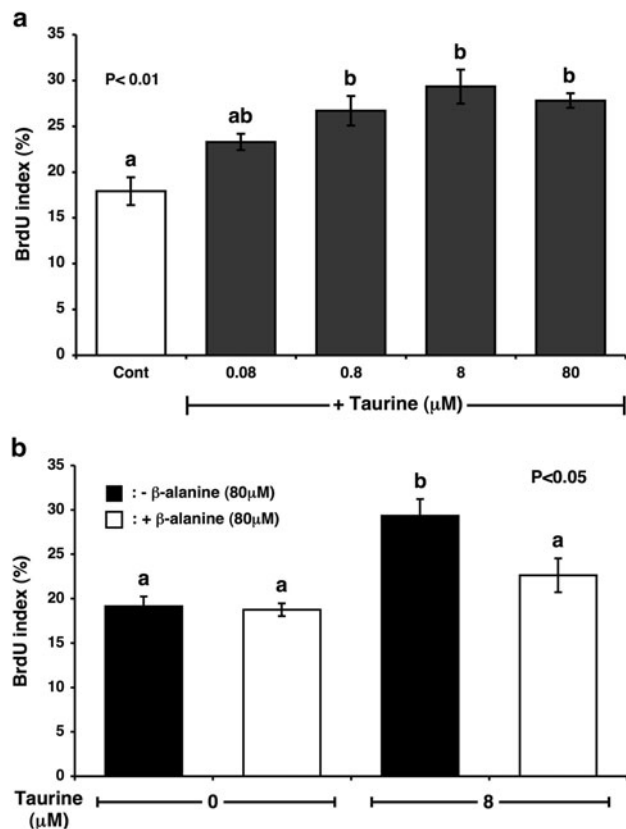 a
P< 0.01
BrdU index (%)
35
30
25
20
15
10
5
0
a
ab
b
b
b
Cont 0.08 0.8 8 80
+ Taurine (μM)
b
: - β-alanine (80μM)
: + β-alanine (80μM)
P<0.05
BrdU index (%)
35
30
25
20
15
10
5
0
a
a
b
a
Taurine (μM) 0 8